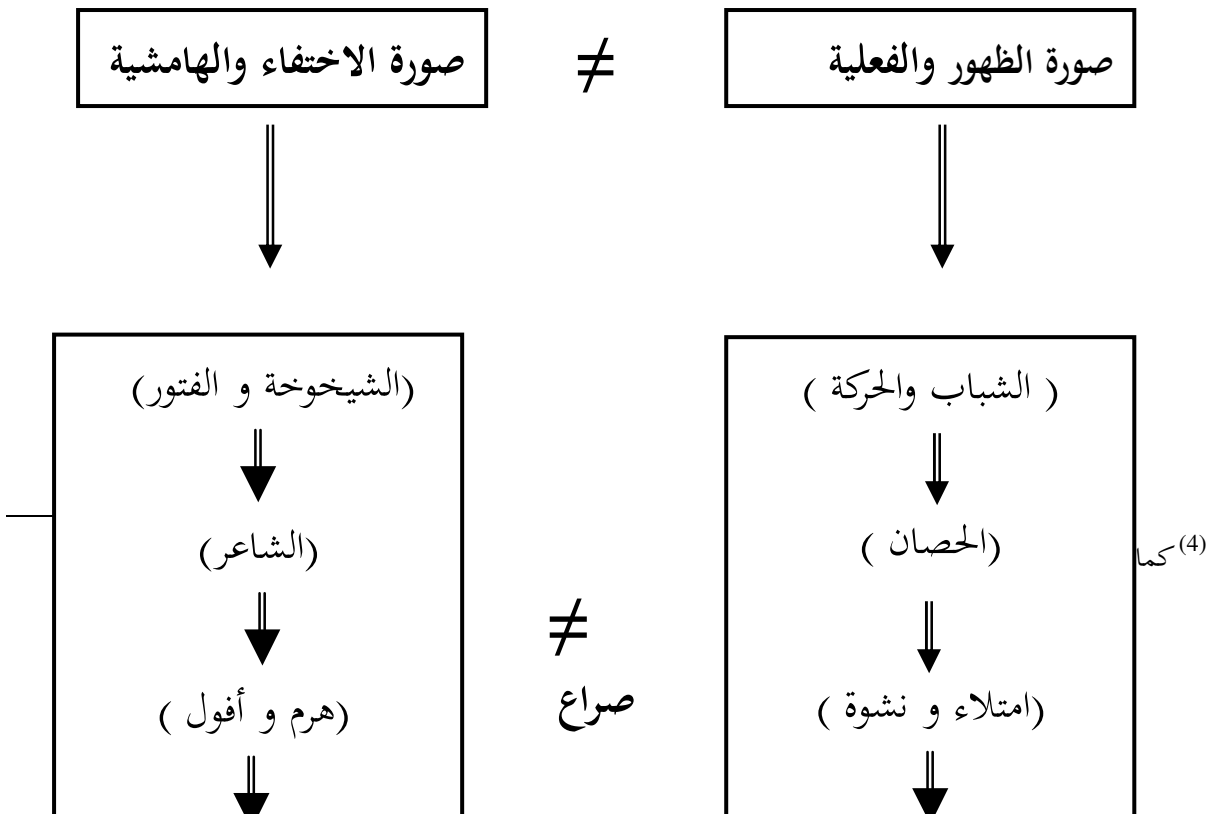 صورة الظهور والفعلية ≠ صورة الاختفاء والهامشية
( الشباب والحركة ) (الشيخوخة و الفتور)
(4) كما (الحصان ) (الشاعر)
≠
(امتلاء و نشوة ) صراع (هرم و أفول )